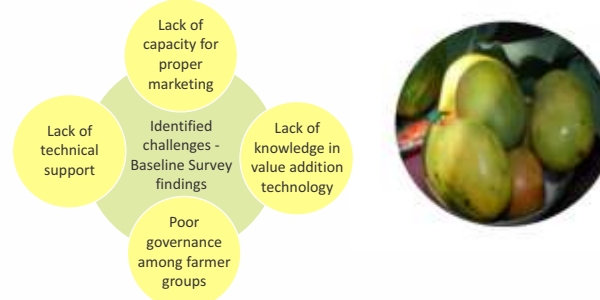 Lack of
capacity for
proper
marketing
Lack of
technical
support
Identified
challenges -
Baseline Survey
findings
Lack of
knowledge in
value addition
technology
Poor
governance
among farmer
groups